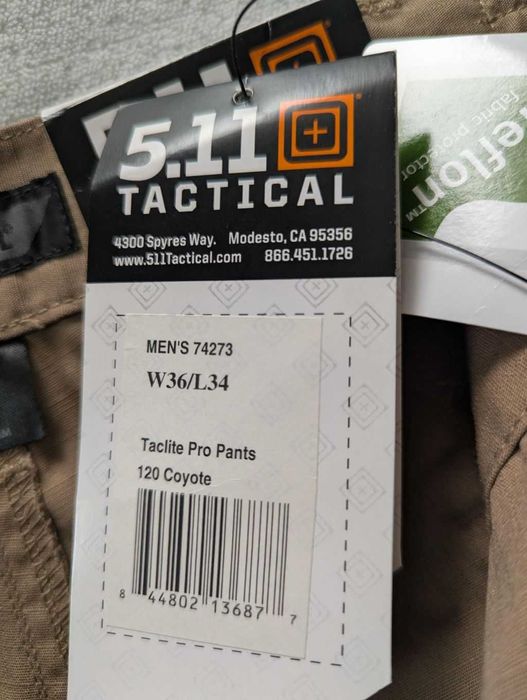 5.11
TACTICAL
4300 Spyres Way. Modesto, CA 95356
www.511Tactical.com 866.451.1726
eflon™
fabric protector
MEN'S 74273
W36/L34
Taclite Pro Pants
120 Coyote
8 44802 13687 7